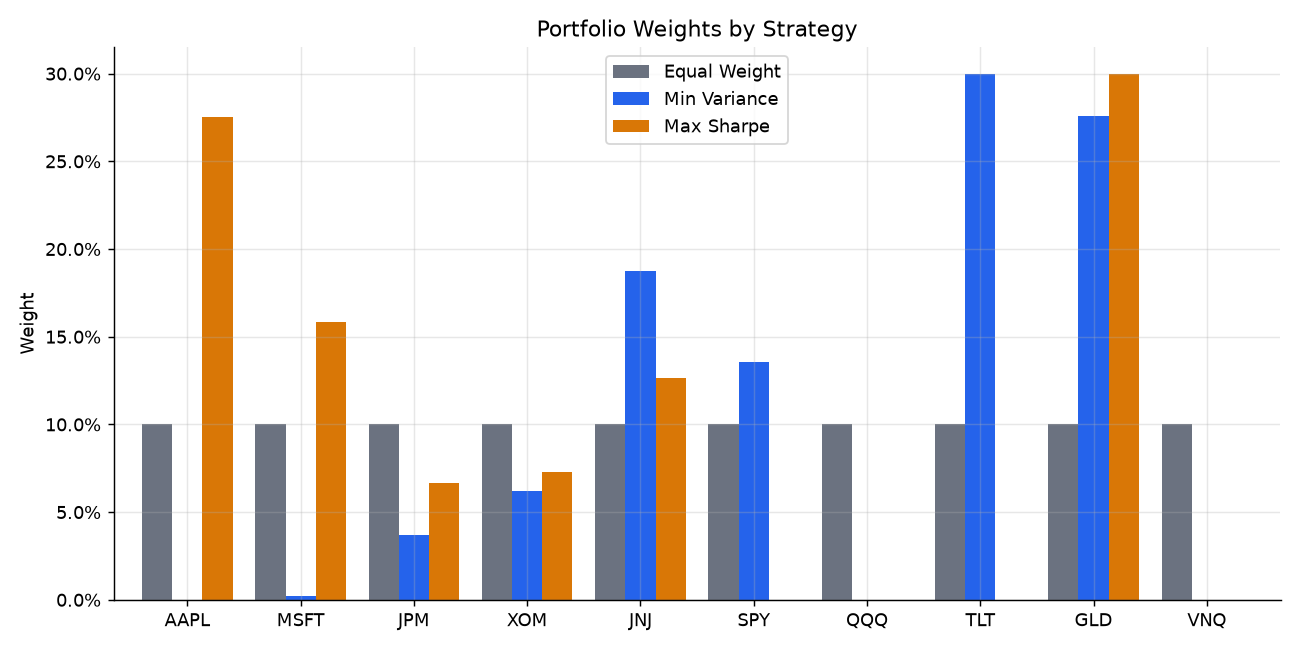 Portfolio Weights by Strategy
Equal Weight
Min Variance
Max Sharpe
Weight
30.0%
25.0%
20.0%
15.0%
10.0%
5.0%
0.0%
AAPL MSFT JPM XOM JNJ SPY QQQ TLT GLD VNQ